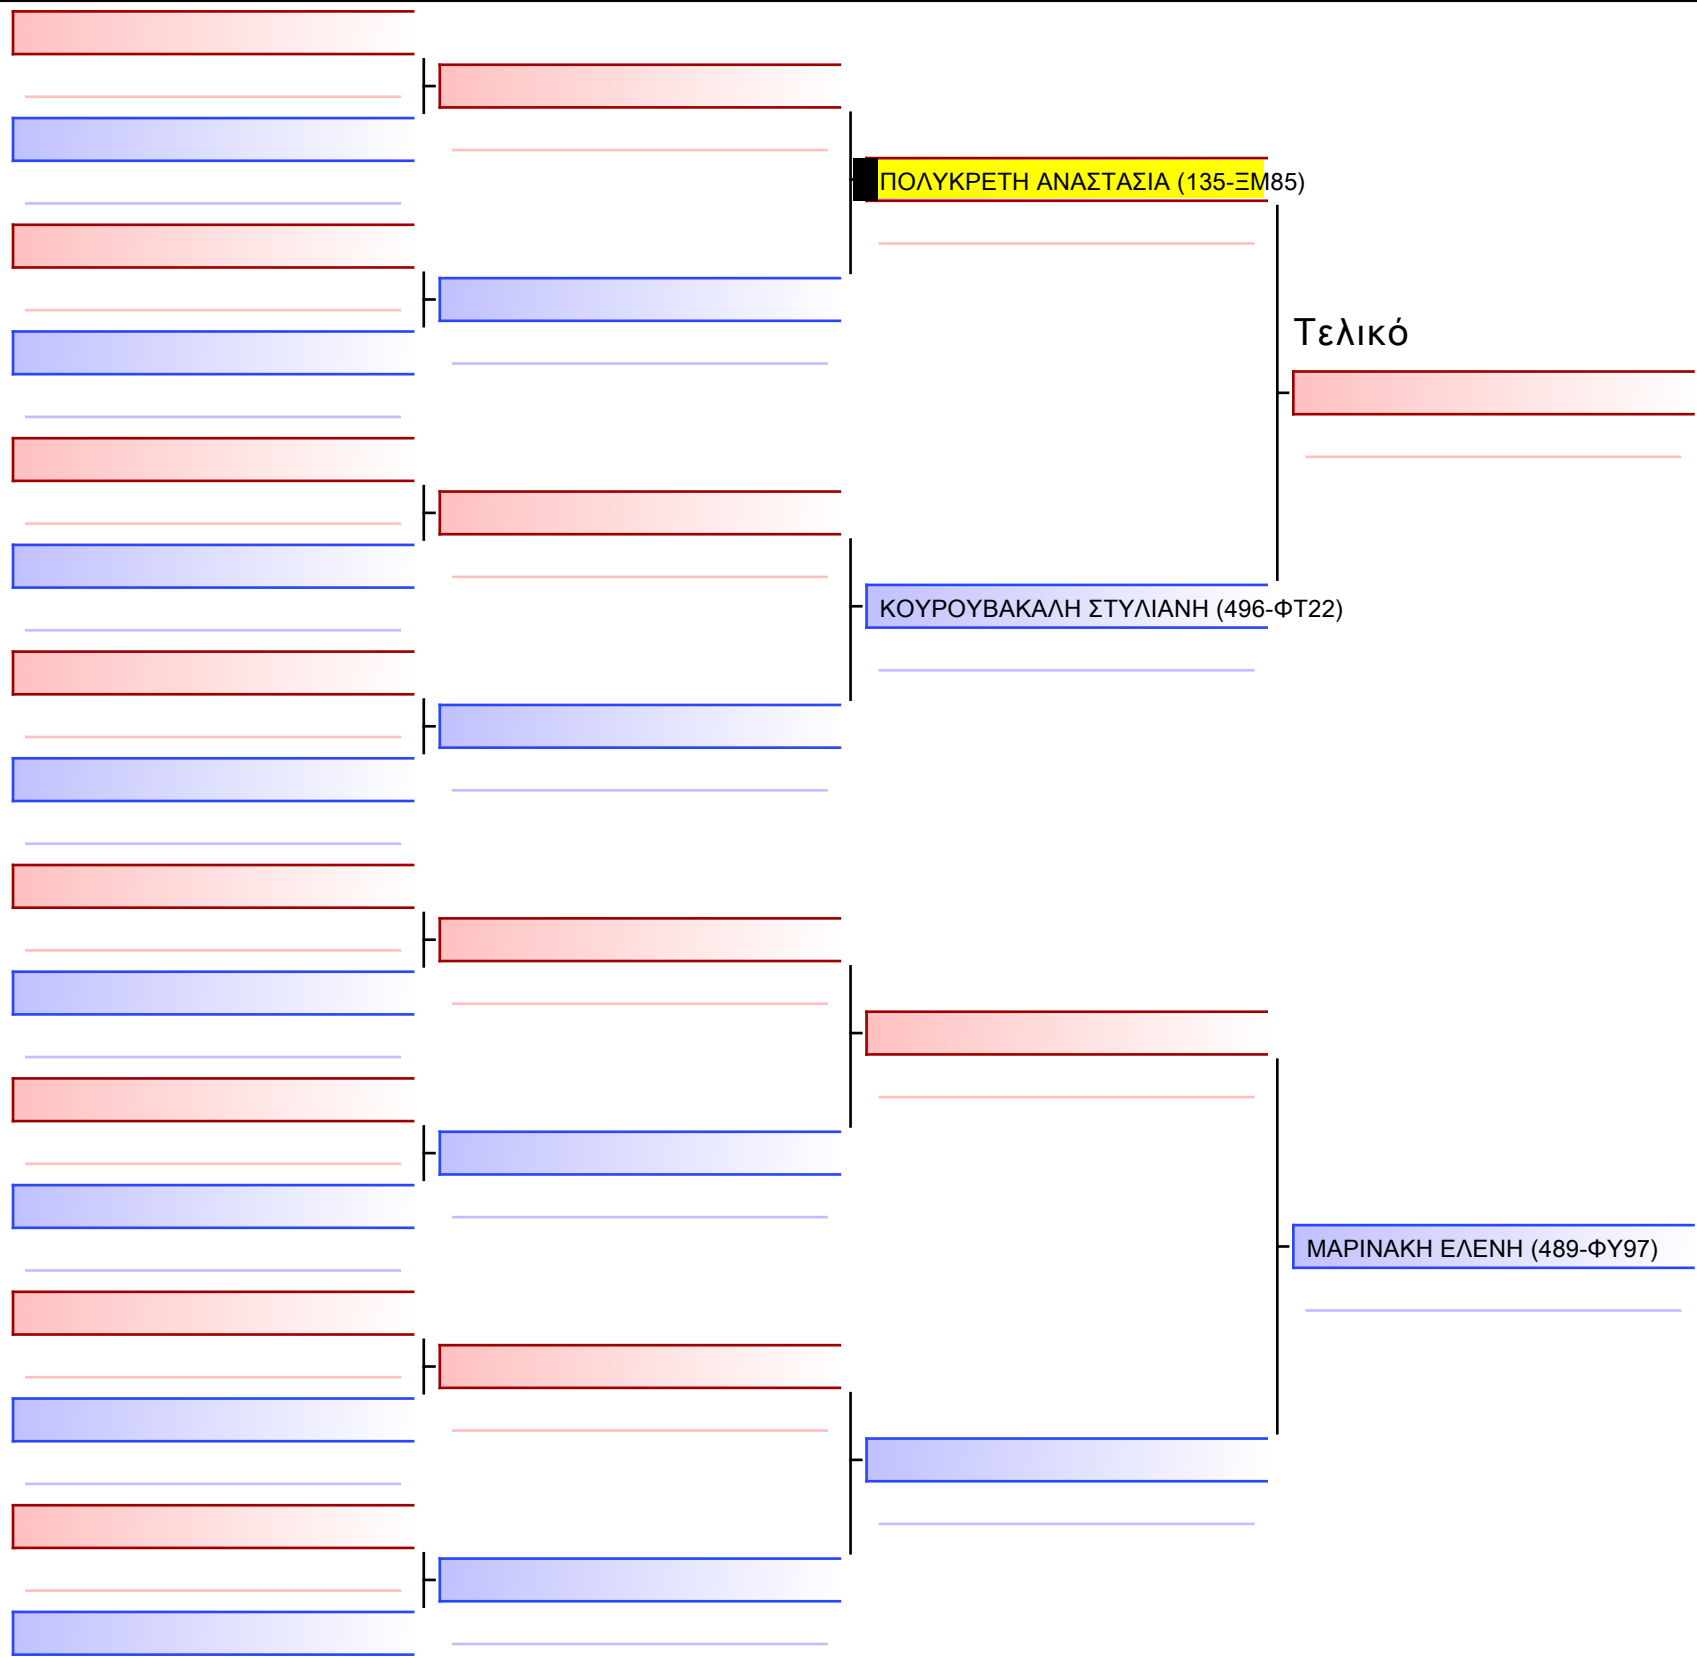 ΠΟΛΥΚΡΕΤΗ ΑΝΑΣΤΑΣΙΑ (135-ΞΜ85)
Τελικό
ΚΟΥΡΟΥΒΑΚΑΛΗ ΣΤΥΛΙΑΝΗ (496-ΦΤ22)
ΜΑΡΙΝΑΚΗ ΕΛΕΝΗ (489-ΦΥ97)